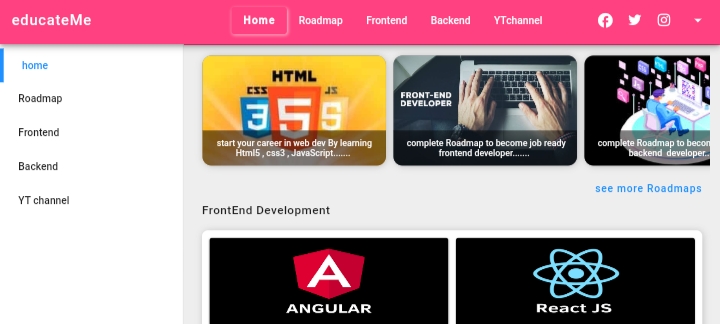 educateMe
Home
Roadmap
Frontend
Backend
YTchannel
home
Roadmap
Frontend
Backend
YT channel
HTML
CSS
JS
3
5
start your career in web dev By learning
Html5 , css3 , JavaScript.......
FRONT-END
DEVELOPER
complete Roadmap to become job ready
frontend developer.......
complete Roadmap to becom
backend developer...
see more Roadmaps
FrontEnd Development
A
ANGULAR
React JS